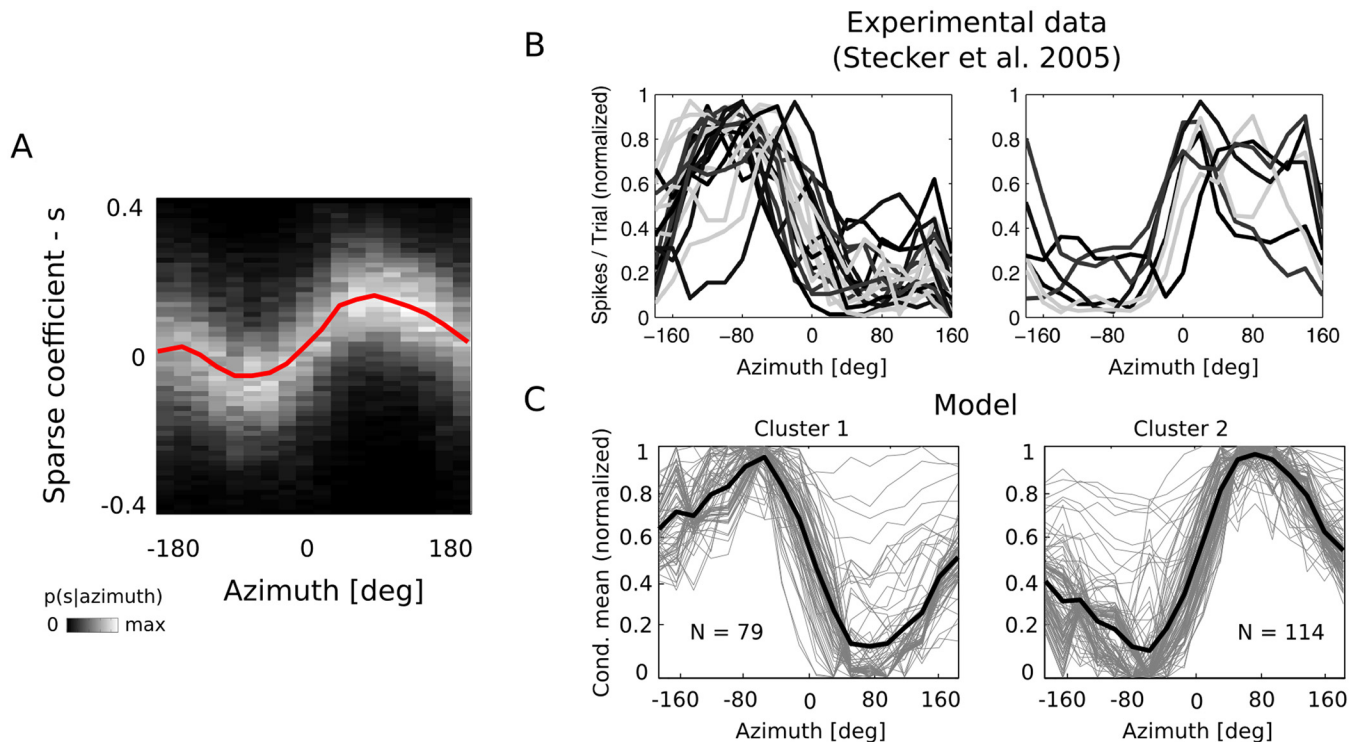 A
Sparse coefficient - s
0.4
0
-0.4
-180 0 180
Azimuth [deg]
p(s|azimuth)
0 max
B
Experimental data
(Stecker et al. 2005)
Spikes / Trial (normalized)
1
0.8
0.6
0.4
0.2
0
−160 −80 0 80 160
Azimuth [deg]
1
0.8
0.6
0.4
0.2
0
−160 −80 0 80 160
Azimuth [deg]
C
Model
Cluster 1
Cond. mean (normalized)
1
0.8
0.6
0.4
0.2
0
N = 79
-160 -80 0 80 160
Azimuth [deg]
Cluster 2
1
0.8
0.6
0.4
0.2
0
N = 114
-160 -80 0 80 160
Azimuth [deg]